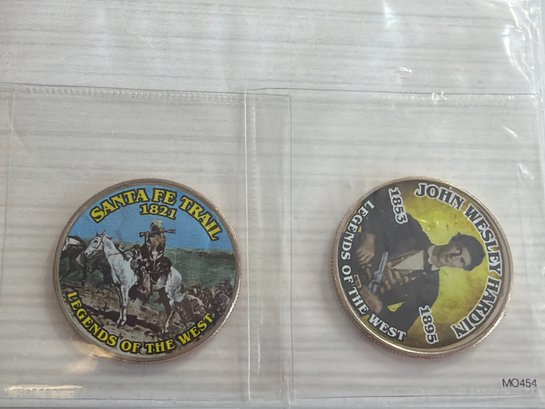 SANTA FE TRAIL
1821
LEGENDS OF THE WEST
JOHN WESLEY HARDIN
1853
1895
LEGENDS OF THE WEST
MO454